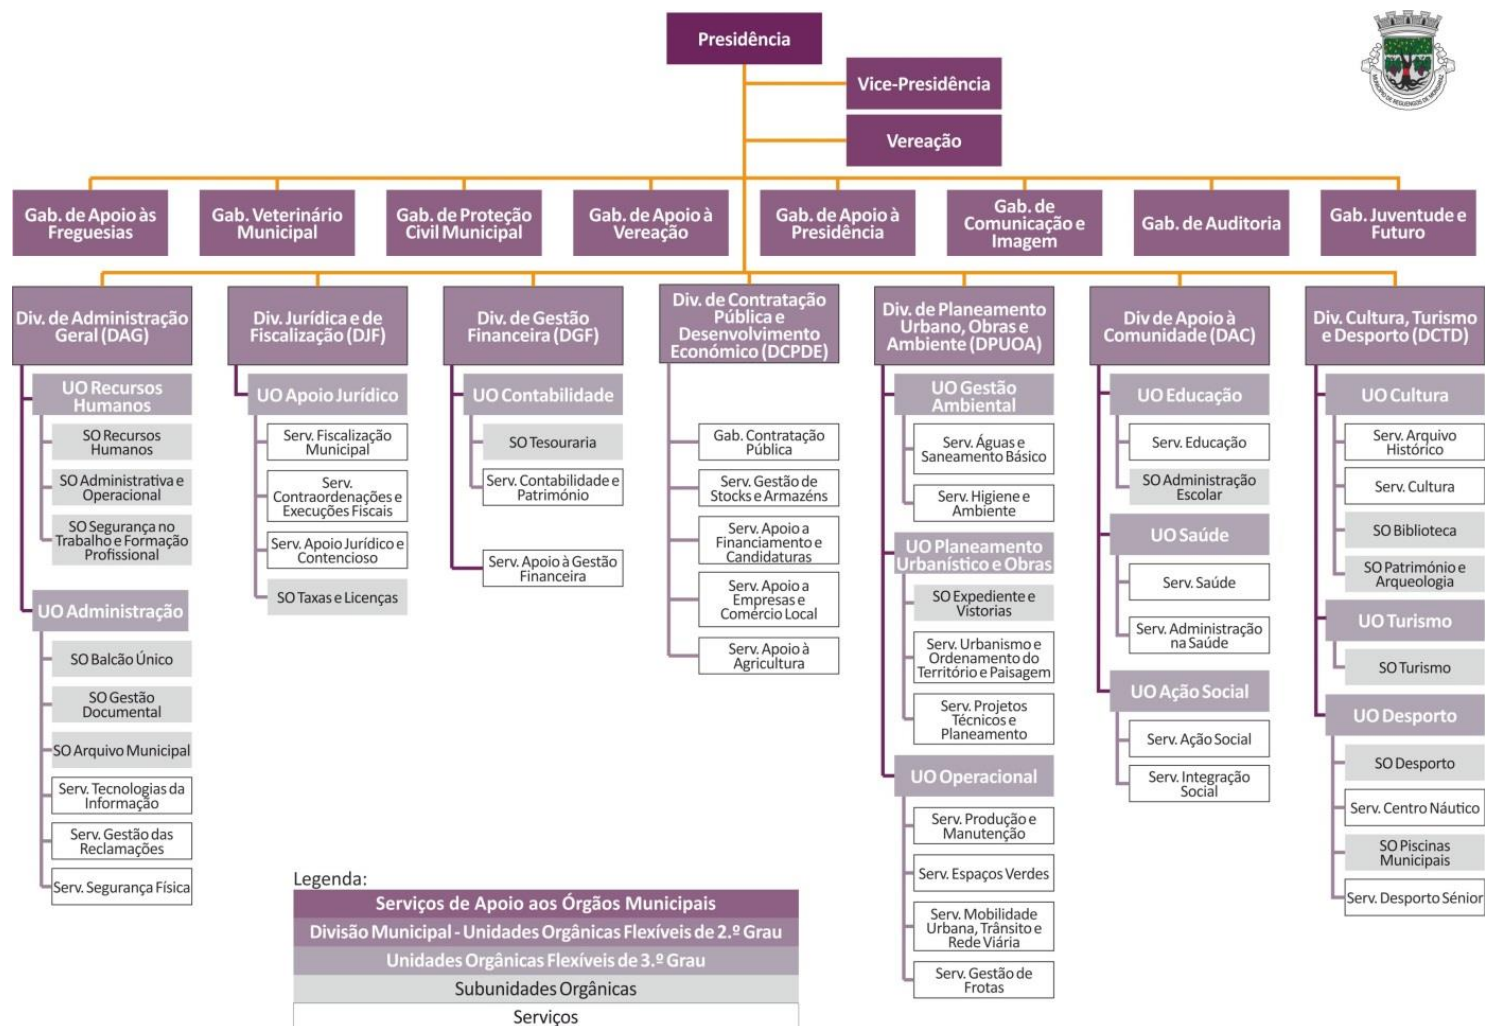 Presidência
Vice-Presidência
Vereação
MUNICÍPIO DE REGUENGOS DE MONSARAZ
Gab. de Apoio às
Freguesias
Gab. Veterinário
Municipal
Gab. de Proteção
Civil Municipal
Gab. de Apoio à
Vereação
Gab. de Apoio à
Presidência
Gab. de
Comunicação e
Imagem
Gab. de Auditoria
Gab. Juventude e
Futuro
Div. de Administração
Geral (DAG)
UO Recursos
Humanos
SO Recursos
Humanos
SO Administrativa e
Operacional
SO Segurança no
Trabalho e Formação
Profissional
UO Administração
SO Balcão Único
SO Gestão
Documental
SO Arquivo Municipal
Serv. Tecnologias da
Informação
Serv. Gestão das
Reclamações
Serv. Segurança Física
Div. Jurídica e de
Fiscalização (DJF)
UO Apoio Jurídico
Serv. Fiscalização
Municipal
Serv.
Contraordenações e
Execuções Fiscais
Serv. Apoio Jurídico e
Contencioso
SO Taxas e Licenças
Div. de Gestão
Financeira (DGF)
UO Contabilidade
SO Tesouraria
Serv. Contabilidade e
Património
Serv. Apoio à Gestão
Financeira
Div. de Contratação
Pública e
Desenvolvimento
Económico (DCPDE)
Gab. Contratação
Pública
Serv. Gestão de
Stocks e Armazéns
Serv. Apoio a
Financiamento e
Candidaturas
Serv. Apoio a
Empresas e
Comércio Local
Serv. Apoio à
Agricultura
Div. de Planeamento
Urbano, Obras e
Ambiente (DPUOA)
UO Gestão
Ambiental
Serv. Águas e
Saneamento Básico
Serv. Higiene e
Ambiente
UO Planeamento
Urbanístico e Obras
SO Expediente e
Vistorias
Serv. Urbanismo e
Ordenamento do
Território e Paisagem
Serv. Projetos
Técnicos e
Planeamento
UO Operacional
Serv. Produção e
Manutenção
Serv. Espaços Verdes
Serv. Mobilidade
Urbana, Trânsito e
Rede Viária
Serv. Gestão de
Frotas
Div de Apoio à
Comunidade (DAC)
UO Educação
Serv. Educação
SO Administração
Escolar
UO Saúde
Serv. Saúde
Serv. Administração
na Saúde
UO Ação Social
Serv. Ação Social
Serv. Integração
Social
Div. Cultura, Turismo
e Desporto (DCTD)
UO Cultura
Serv. Arquivo
Histórico
Serv. Cultura
SO Biblioteca
SO Património e
Arqueologia
UO Turismo
SO Turismo
UO Desporto
SO Desporto
Serv. Centro Náutico
SO Piscinas
Municipais
Serv. Desporto Sénior
Legenda:
Serviços de Apoio aos Órgãos Municipais
Divisão Municipal - Unidades Orgânicas Flexíveis de 2.º Grau
Unidades Orgânicas Flexíveis de 3.º Grau
Subunidades Orgânicas
Serviços